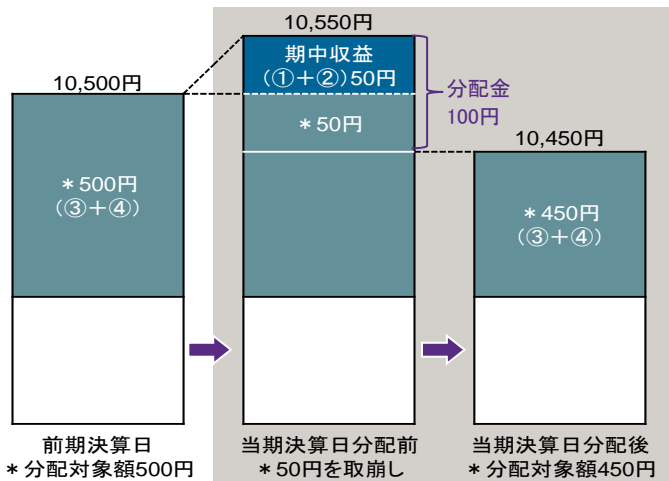 10,550円
期中収益
(①+②)50円
10,500円
分配金
100円
*50円
10,450円
*500円
(③+④)
*450円
(③+④)
前期決算日
*分配対象額500円
当期決算日分配前
*50円を取崩し
当期決算日分配後
*分配対象額450円